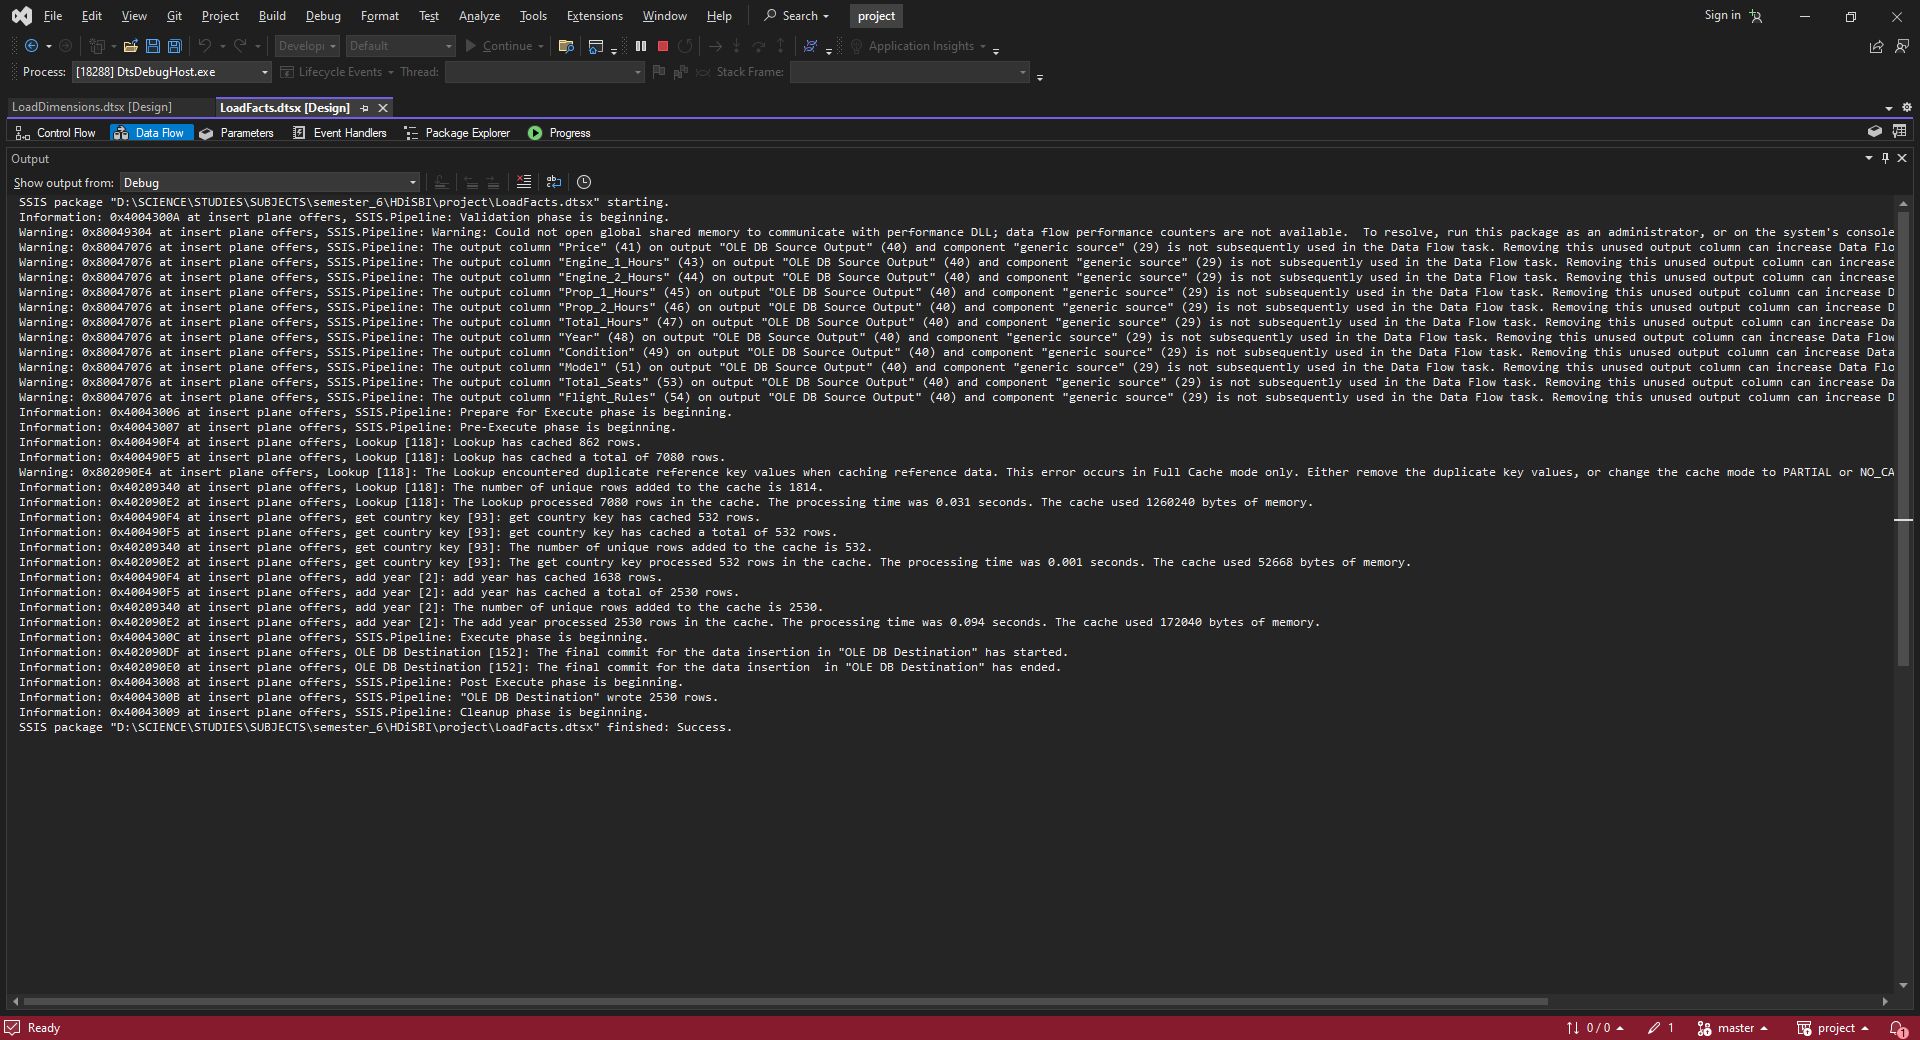 File Edit View Git Project Build Debug Format Test Analyze Tools Extensions Window Help Search project Sign in
Develop Default Continue Application Insights
Process: [18288] DtsDebugHost.exe Lifecycle Events Thread: Stack Frame:
LoadDimensions.dtsx [Design] LoadFacts.dtsx [Design]
Control Flow Data Flow Parameters Event Handlers Package Explorer Progress
Output
Show output from: Debug
SSIS package "D:\SCIENCE\STUDIES\SUBJECTS\semester_6\HDiSBI\project\LoadFacts.dtsx" starting.
Information: 0x4004300A at insert plane offers, SSIS.Pipeline: Validation phase is beginning.
Warning: 0x80049304 at insert plane offers, SSIS.Pipeline: Warning: Could not open global shared memory to communicate with performance DLL; data flow performance counters are not available.  To resolve, run this package as an administrator, or on the system's console
Warning: 0x80047076 at insert plane offers, SSIS.Pipeline: The output column "Price" (41) on output "OLE DB Source Output" (40) and component "generic source" (29) is not subsequently used in the Data Flow task. Removing this unused output column can increase Data Flo
Warning: 0x80047076 at insert plane offers, SSIS.Pipeline: The output column "Engine_1_Hours" (43) on output "OLE DB Source Output" (40) and component "generic source" (29) is not subsequently used in the Data Flow task. Removing this unused output column can increase
Warning: 0x80047076 at insert plane offers, SSIS.Pipeline: The output column "Engine_2_Hours" (44) on output "OLE DB Source Output" (40) and component "generic source" (29) is not subsequently used in the Data Flow task. Removing this unused output column can increase
Warning: 0x80047076 at insert plane offers, SSIS.Pipeline: The output column "Prop_1_Hours" (45) on output "OLE DB Source Output" (40) and component "generic source" (29) is not subsequently used in the Data Flow task. Removing this unused output column can increase D
Warning: 0x80047076 at insert plane offers, SSIS.Pipeline: The output column "Prop_2_Hours" (46) on output "OLE DB Source Output" (40) and component "generic source" (29) is not subsequently used in the Data Flow task. Removing this unused output column can increase D
Warning: 0x80047076 at insert plane offers, SSIS.Pipeline: The output column "Total_Hours" (47) on output "OLE DB Source Output" (40) and component "generic source" (29) is not subsequently used in the Data Flow task. Removing this unused output column can increase Da
Warning: 0x80047076 at insert plane offers, SSIS.Pipeline: The output column "Year" (48) on output "OLE DB Source Output" (40) and component "generic source" (29) is not subsequently used in the Data Flow task. Removing this unused output column can increase Data Flow
Warning: 0x80047076 at insert plane offers, SSIS.Pipeline: The output column "Condition" (49) on output "OLE DB Source Output" (40) and component "generic source" (29) is not subsequently used in the Data Flow task. Removing this unused output column can increase Data
Warning: 0x80047076 at insert plane offers, SSIS.Pipeline: The output column "Model" (51) on output "OLE DB Source Output" (40) and component "generic source" (29) is not subsequently used in the Data Flow task. Removing this unused output column can increase Data Flo
Warning: 0x80047076 at insert plane offers, SSIS.Pipeline: The output column "Total_Seats" (53) on output "OLE DB Source Output" (40) and component "generic source" (29) is not subsequently used in the Data Flow task. Removing this unused output column can increase Da
Warning: 0x80047076 at insert plane offers, SSIS.Pipeline: The output column "Flight_Rules" (54) on output "OLE DB Source Output" (40) and component "generic source" (29) is not subsequently used in the Data Flow task. Removing this unused output column can increase D
Information: 0x40043006 at insert plane offers, SSIS.Pipeline: Prepare for Execute phase is beginning.
Information: 0x40043007 at insert plane offers, SSIS.Pipeline: Pre-Execute phase is beginning.
Information: 0x400490F4 at insert plane offers, Lookup [118]: Lookup has cached 862 rows.
Information: 0x400490F5 at insert plane offers, Lookup [118]: Lookup has cached a total of 7080 rows.
Warning: 0x802090E4 at insert plane offers, Lookup [118]: The Lookup encountered duplicate reference key values when caching reference data. This error occurs in Full Cache mode only. Either remove the duplicate key values, or change the cache mode to PARTIAL or NO_CA
Information: 0x40209340 at insert plane offers, Lookup [118]: The number of unique rows added to the cache is 1814.
Information: 0x402090E2 at insert plane offers, Lookup [118]: The Lookup processed 7080 rows in the cache. The processing time was 0.031 seconds. The cache used 1260240 bytes of memory.
Information: 0x400490F4 at insert plane offers, get country key [93]: get country key has cached 532 rows.
Information: 0x400490F5 at insert plane offers, get country key [93]: get country key has cached a total of 532 rows.
Information: 0x40209340 at insert plane offers, get country key [93]: The number of unique rows added to the cache is 532.
Information: 0x402090E2 at insert plane offers, get country key [93]: The get country key processed 532 rows in the cache. The processing time was 0.001 seconds. The cache used 52668 bytes of memory.
Information: 0x400490F4 at insert plane offers, add year [2]: add year has cached 1638 rows.
Information: 0x400490F5 at insert plane offers, add year [2]: add year has cached a total of 2530 rows.
Information: 0x40209340 at insert plane offers, add year [2]: The number of unique rows added to the cache is 2530.
Information: 0x402090E2 at insert plane offers, add year [2]: The add year processed 2530 rows in the cache. The processing time was 0.094 seconds. The cache used 172040 bytes of memory.
Information: 0x4004300C at insert plane offers, SSIS.Pipeline: Execute phase is beginning.
Information: 0x402090DF at insert plane offers, OLE DB Destination [152]: The final commit for the data insertion in "OLE DB Destination" has started.
Information: 0x402090E0 at insert plane offers, OLE DB Destination [152]: The final commit for the data insertion  in "OLE DB Destination" has ended.
Information: 0x40043008 at insert plane offers, SSIS.Pipeline: Post Execute phase is beginning.
Information: 0x4004300B at insert plane offers, SSIS.Pipeline: "OLE DB Destination" wrote 2530 rows.
Information: 0x40043009 at insert plane offers, SSIS.Pipeline: Cleanup phase is beginning.
SSIS package "D:\SCIENCE\STUDIES\SUBJECTS\semester_6\HDiSBI\project\LoadFacts.dtsx" finished: Success.
Ready 0 / 0 1 master project 1